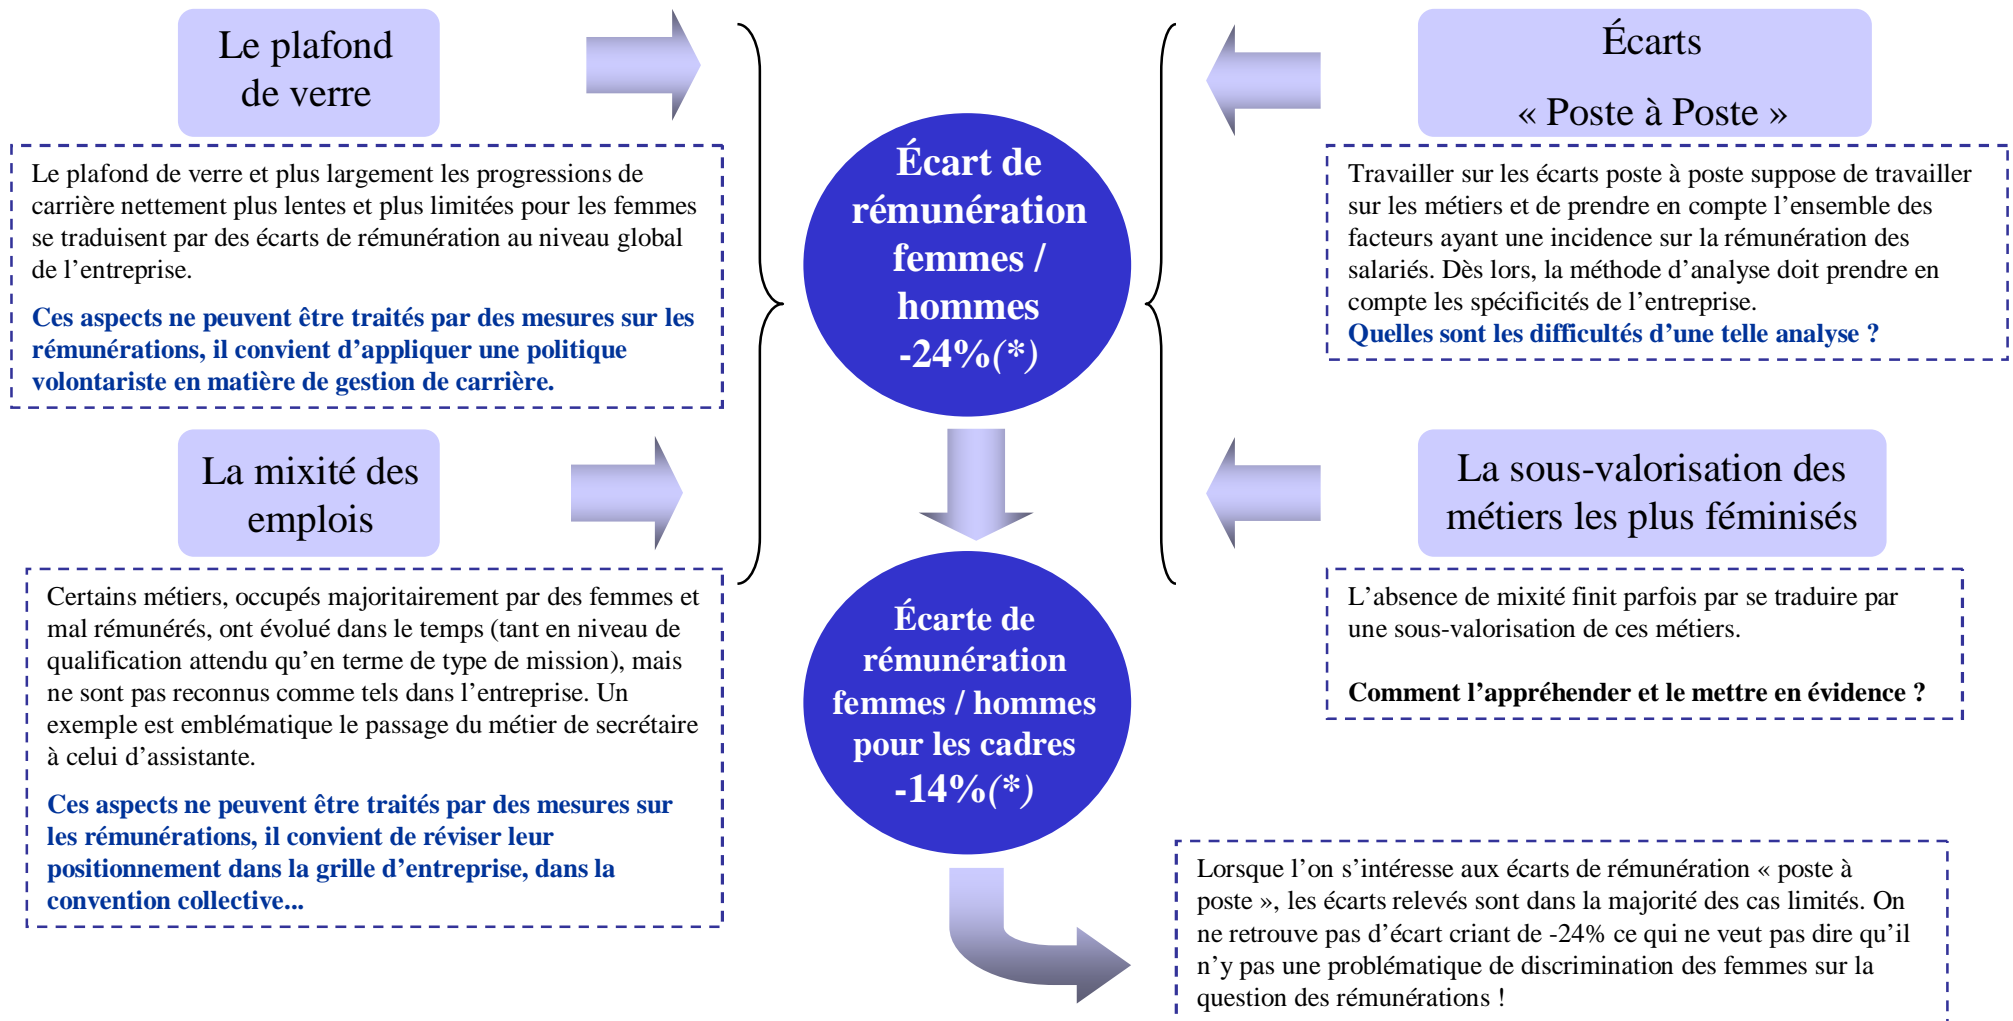 Le plafond
de verre
Le plafond de verre et plus largement les progressions de
carrière nettement plus lentes et plus limitées pour les femmes
se traduisent par des écarts de rémunération au niveau global
de l’entreprise.
Ces aspects ne peuvent être traités par des mesures sur les
rémunérations, il convient d’appliquer une politique
volontariste en matière de gestion de carrière.
La mixité des
emplois
Certains métiers, occupés majoritairement par des femmes et
mal rémunérés, ont évolué dans le temps (tant en niveau de
qualification attendu qu’en terme de type de mission), mais
ne sont pas reconnus comme tels dans l’entreprise. Un
exemple est emblématique le passage du métier de secrétaire
à celui d’assistante.
Ces aspects ne peuvent être traités par des mesures sur
les rémunérations, il convient de réviser leur
positionnement dans la grille d’entreprise, dans la
convention collective...
Écart de
rémunération
femmes /
hommes
-24%(*)
Écarte de
rémunération
femmes / hommes
pour les cadres
-14%(*)
Écarts
« Poste à Poste »
Travailler sur les écarts poste à poste suppose de travailler
sur les métiers et de prendre en compte l’ensemble des
facteurs ayant une incidence sur la rémunération des
salariés. Dès lors, la méthode d’analyse doit prendre en
compte les spécificités de l’entreprise.
Quelles sont les difficultés d’une telle analyse ?
La sous-valorisation des
métiers les plus féminisés
L’absence de mixité finit parfois par se traduire par
une sous-valorisation de ces métiers.
Comment l’appréhender et le mettre en évidence ?
Lorsque l’on s’intéresse aux écarts de rémunération « poste à
poste », les écarts relevés sont dans la majorité des cas limités. On
ne retrouve pas d’écart criant de -24% ce qui ne veut pas dire qu’il
n’y pas une problématique de discrimination des femmes sur la
question des rémunérations !